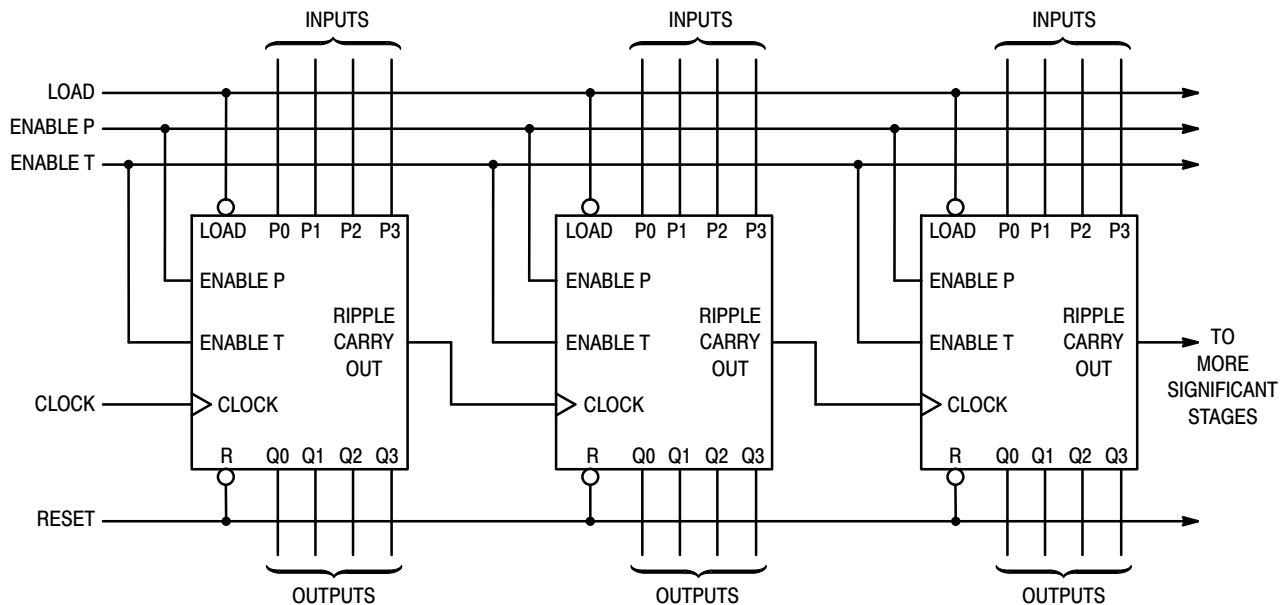 INPUTS
INPUTS
INPUTS
LOAD
ENABLE P
ENABLE T
LOAD P0 P1 P2 P3
ENABLE P
ENABLE T
RIPPLE
CARRY
OUT
CLOCK
R Q0 Q1 Q2 Q3
LOAD P0 P1 P2 P3
ENABLE P
ENABLE T
RIPPLE
CARRY
OUT
CLOCK
R Q0 Q1 Q2 Q3
LOAD P0 P1 P2 P3
ENABLE P
ENABLE T
RIPPLE
CARRY
OUT
CLOCK
R Q0 Q1 Q2 Q3
TO
MORE
SIGNIFICANT
STAGES
CLOCK
RESET
OUTPUTS
OUTPUTS
OUTPUTS